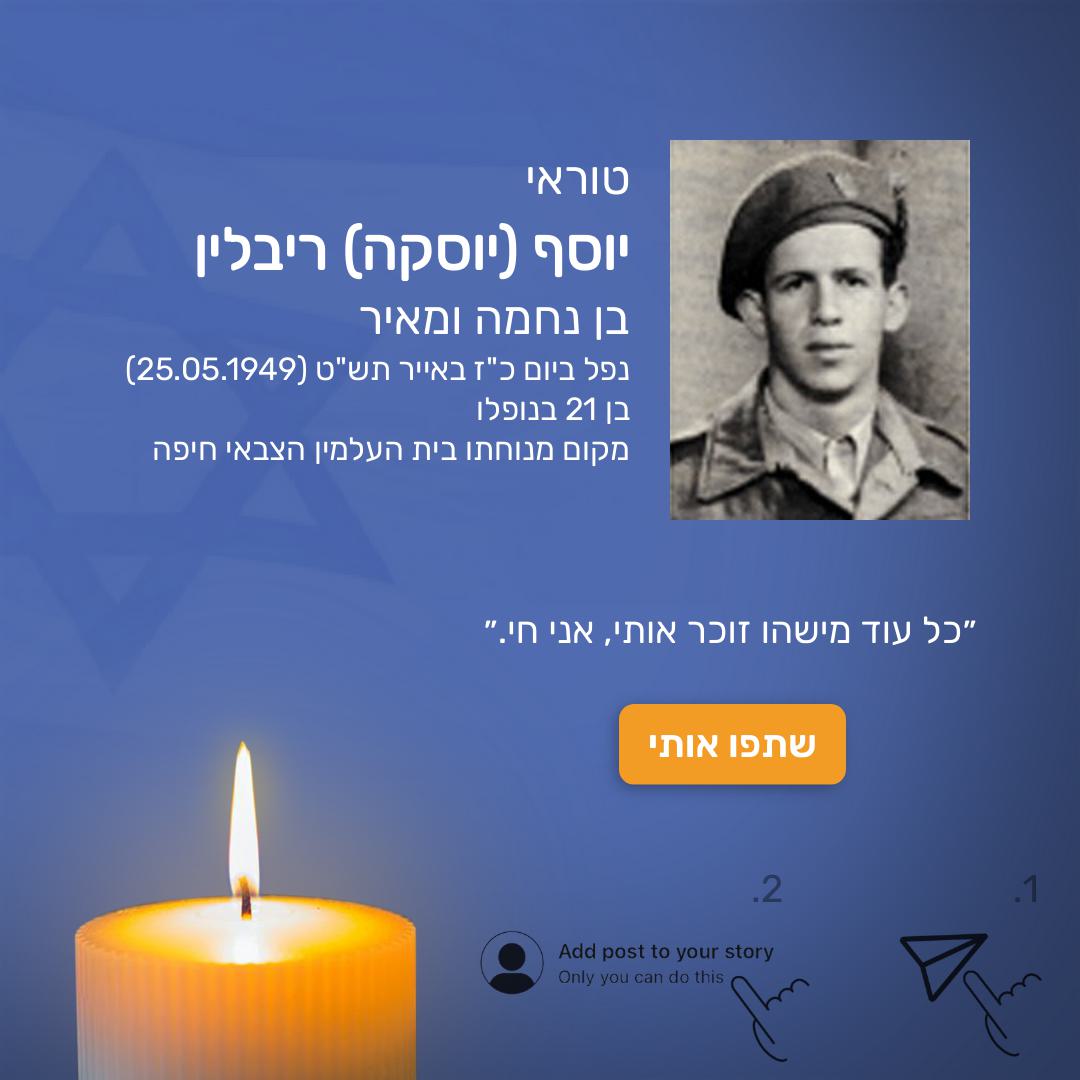 טוראי
יוסף (יוסקה) ריבלין
בן נחמה ומאיר
נפל ביום כ"ז באייר תש"ט (25.05.1949)
בן 21 בנופלו
מקום מנוחתו בית העלמין הצבאי חיפה
״כל עוד מישהו זוכר אותי, אני חי.״
שתפו אותי
.1
.2
Add post to your story
Only you can do this